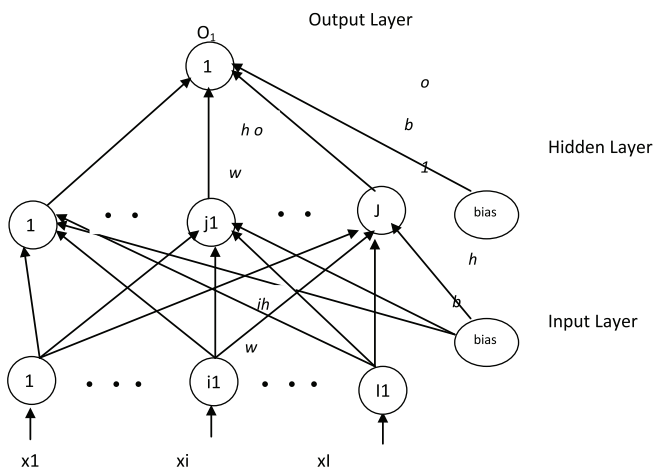 Output Layer
O1
1
o
h o
b
Hidden Layer
w
1
1
. .
j1
. .
J
bias
h
ih
b
Input Layer
w
bias
1
. . .
i1
. . .
I1
x1
xi
xI